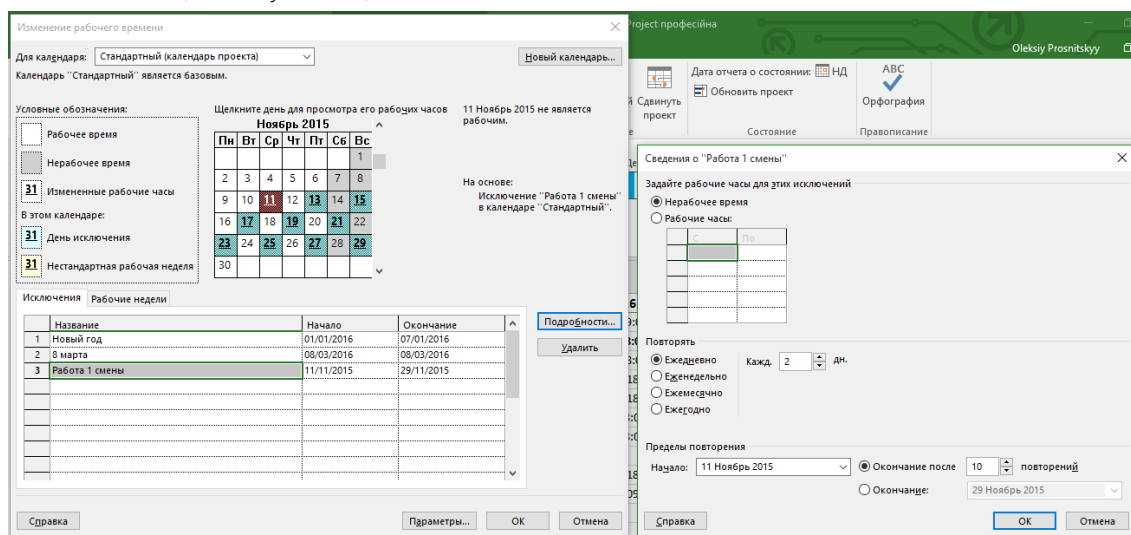 Изменение рабочего времени
Для календаря: Стандартный (календарь проекта)
Новый календарь...
Календарь "Стандартный" является базовым.
Условные обозначения:
Рабочее время
Нерабочее время
31 Измененные рабочие часы
В этом календаре:
31 День исключения
31 Нестандартная рабочая неделя
Щелкните день для просмотра его рабочих часов
Ноябрь 2015
Пн Вт Ср Чт Пт Сб Вс
1
2 3 4 5 6 7 8
9 10 11 12 13 14 15
16 17 18 19 20 21 22
23 24 25 26 27 28 29
30
11 Ноябрь 2015 не является
рабочим.
На основе:
Исключение "Работа 1 смены"
в календаре "Стандартный".
Исключения Рабочие недели
Название Начало Окончание
1 Новый год 01/01/2016 07/01/2016
2 8 марта 08/03/2016 08/03/2016
3 Работа 1 смены 11/11/2015 29/11/2015
Подробности...
Удалить
Справка Параметры... ОК Отмена
Project професійна
Oleksiy Prosnitskyy
Сдвинуть
проект
Дата отчета о состоянии: НД
Обновить проект
Состояние
ABC
Орфография
Правописание
Сведения о "Работа 1 смены"
Задайте рабочие часы для этих исключений
Нерабочее время
Рабочие часы:
С По
Повторять
Ежедневно Кажд. 2 дн.
Еженедельно
Ежемесячно
Ежегодно
Пределы повторения
Начало: 11 Ноябрь 2015 Окончание после 10 повторений
Окончание: 29 Ноябрь 2015
Справка ОК Отмена